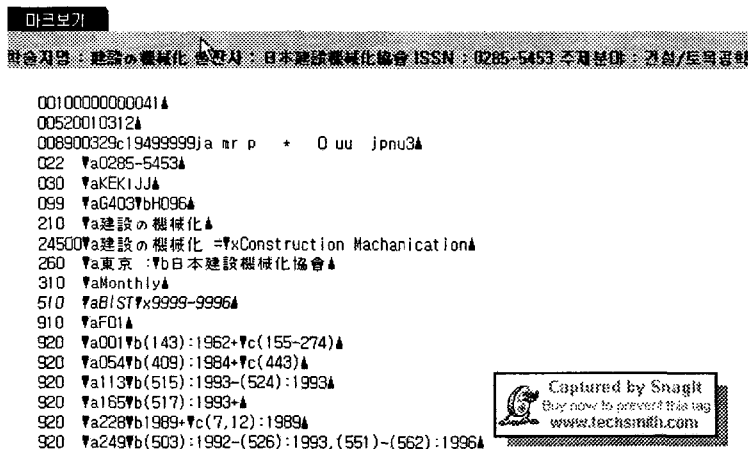 마크보기
학술지명 : 建設の機械化 출판사 : 日本建設機械化協會 ISSN : 0285-5453 주제분야 : 건설/토목공학
00100000000041▲
00520010312▲
008900329c19499999ja mr p * 0 uu jpnu3▲
022 ▼a0285-5453▲
030 ▼aKEKIJJ▲
099 ▼aG403▼bH096▲
210 ▼a建設の機械化▲
24500▼a建設の機械化 =▼xConstruction Machanication▲
260 ▼a東京 :▼b日本建設機械化協會▲
310 ▼aMonthly▲
510 ▼aBIST▼x9999-9996▲
910 ▼aF01▲
920 ▼a001▼b(143):1962+▼c(155-274)▲
920 ▼a054▼b(409):1984+▼c(443)▲
920 ▼a113▼b(515):1993-(524):1993▲
920 ▼a165▼b(517):1993+▲
920 ▼a228▼b1989+▼c(7,12):1989▲
920 ▼a249▼b(503):1992-(526):1993,(551)-(562):1996▲
Captured by SnagIt
Buy now to prevent this tag
www.techsmith.com